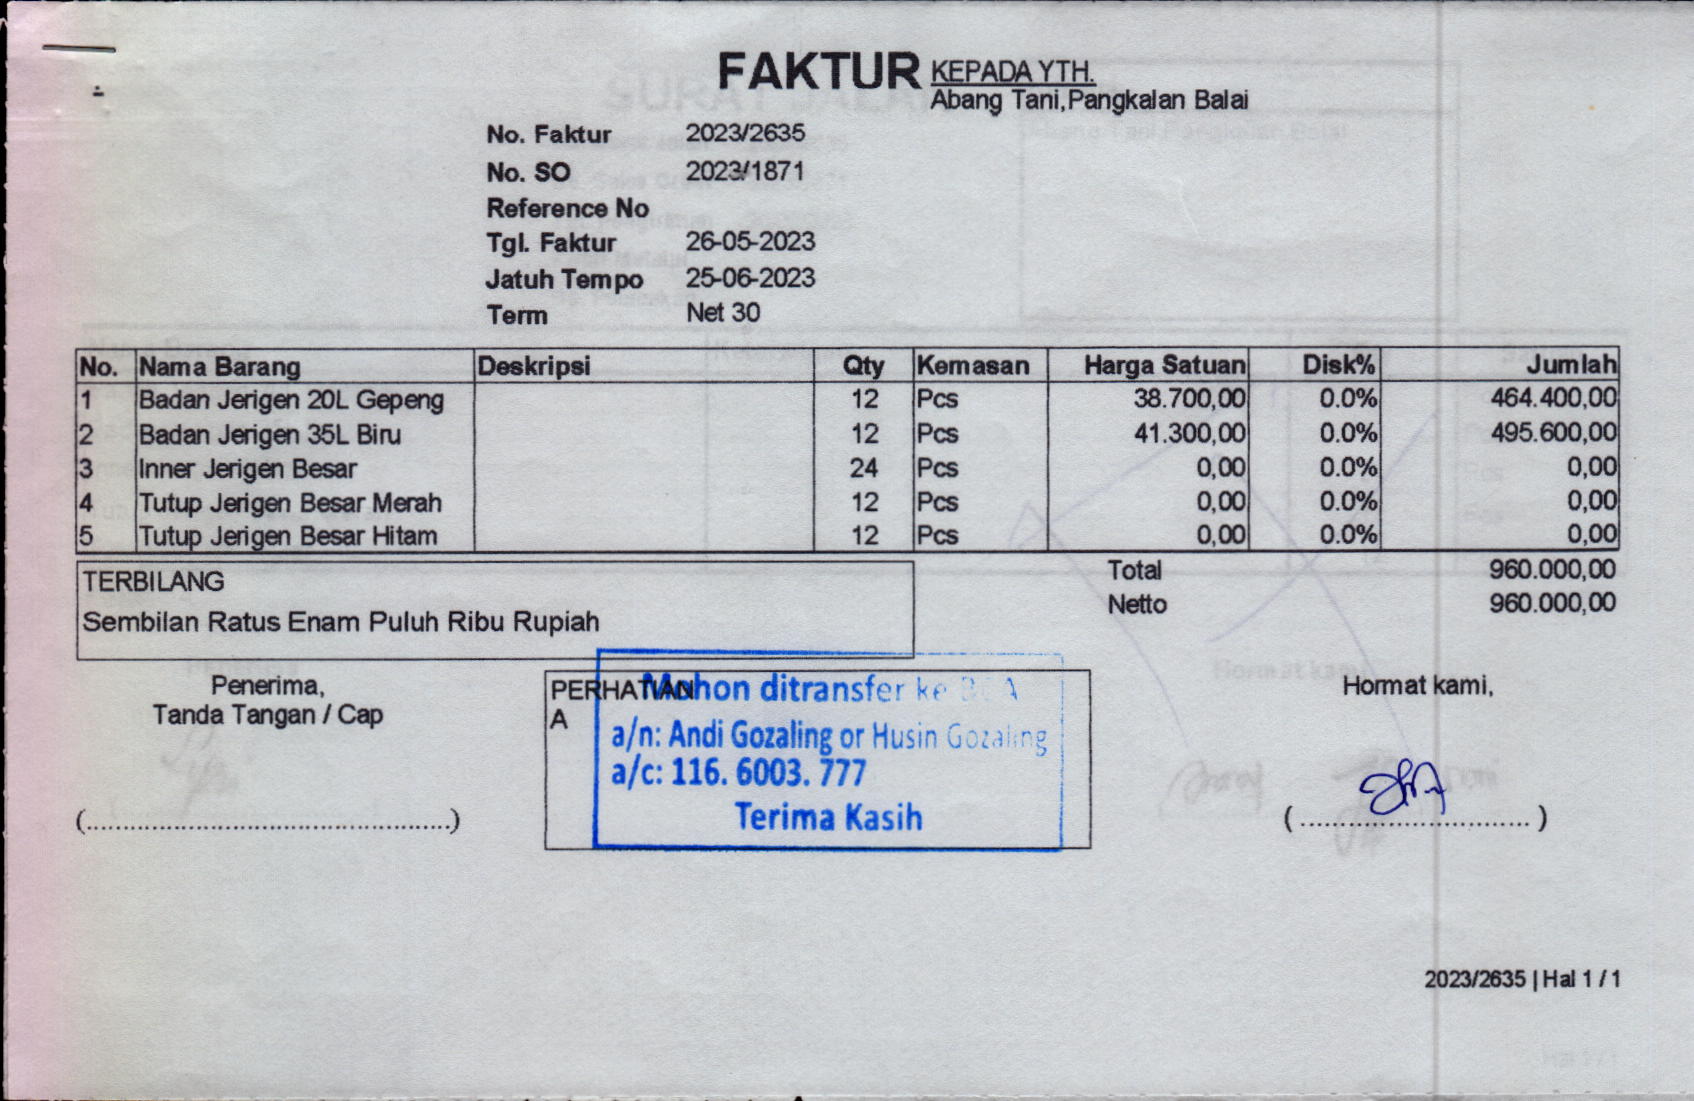 FAKTUR
KEPADA YTH.
Abang Tani,Pangkalan Balai
No. Faktur 2023/2635
No. SO 2023/1871
Reference No
Tgl. Faktur 26-05-2023
Jatuh Tempo 25-06-2023
Term Net 30
No. Nama Barang Deskripsi Qty Kemasan Harga Satuan Disk% Jumlah
1 Badan Jerigen 20L Gepeng 12 Pcs 38.700,00 0.0% 464.400,00
2 Badan Jerigen 35L Biru 12 Pcs 41.300,00 0.0% 495.600,00
3 Inner Jerigen Besar 24 Pcs 0,00 0.0% 0,00
4 Tutup Jerigen Besar Merah 12 Pcs 0,00 0.0% 0,00
5 Tutup Jerigen Besar Hitam 12 Pcs 0,00 0.0% 0,00
Total 960.000,00
Netto 960.000,00
TERBILANG
Sembilan Ratus Enam Puluh Ribu Rupiah
Penerima,
Tanda Tangan / Cap
(..................................................)
PERHATIAN
A
Mohon ditransfer ke BCA
a/n: Andi Gozaling or Husin Gozaling
a/c: 116. 6003. 777
Terima Kasih
Hormat kami,
( ............................... )
2023/2635 | Hal 1 / 1